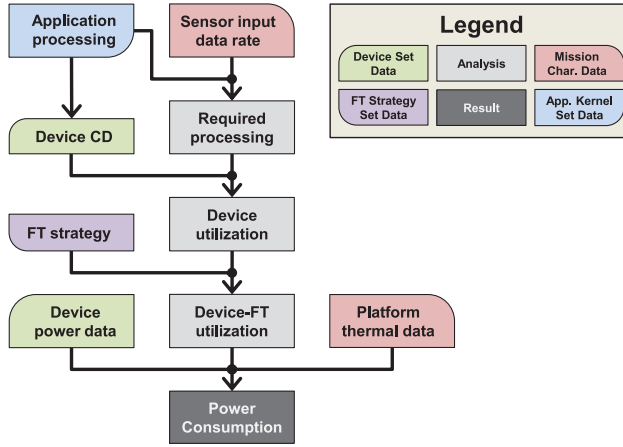 Application
processing
Sensor input
data rate
Legend
Device Set
Data
Analysis
Mission
Char. Data
FT Strategy
Set Data
Result
App. Kernel
Set Data
Device CD
Required
processing
FT strategy
Device
utilization
Device
power data
Device-FT
utilization
Platform
thermal data
Power
Consumption